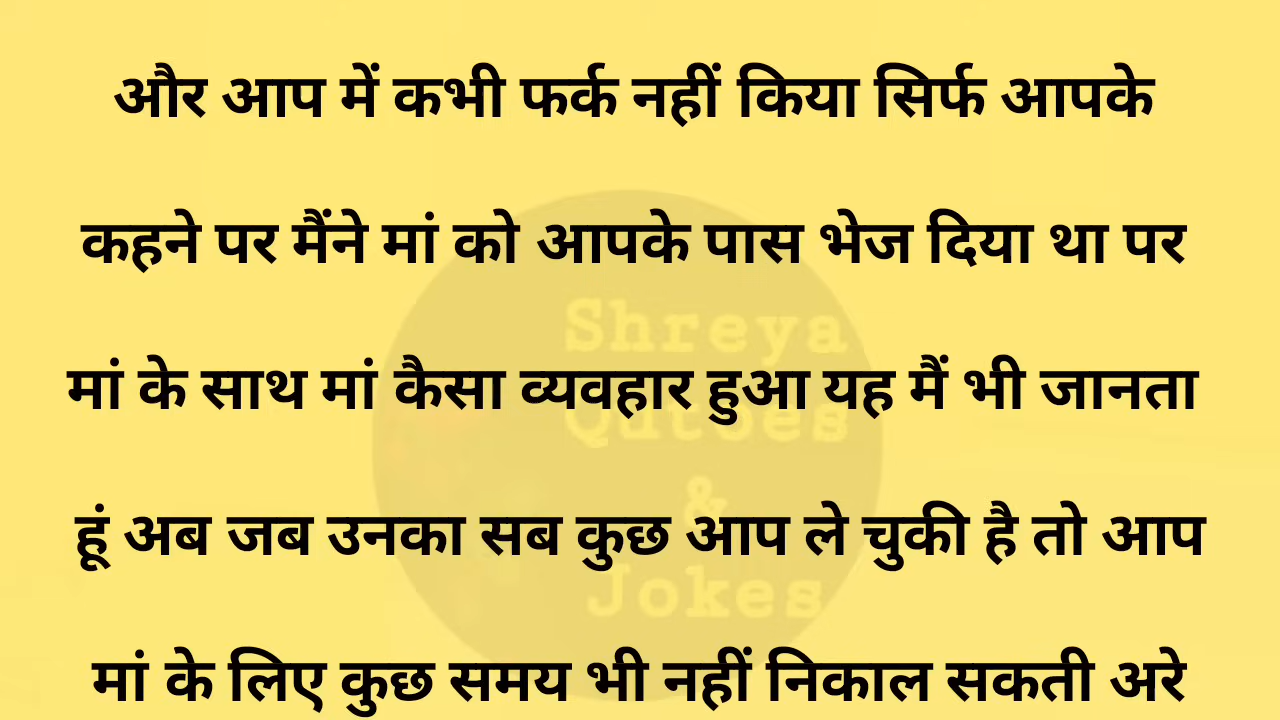 और आप में कभी फर्क नहीं किया सिर्फ आपके
कहने पर मैंने मां को आपके पास भेज दिया था पर
मां के साथ मां कैसा व्यवहार हुआ यह मैं भी जानता
हूं अब जब उनका सब कुछ आप ले चुकी है तो आप
मां के लिए कुछ समय भी नहीं निकाल सकती अरे
Shreya
Qutoes
&
Jokes